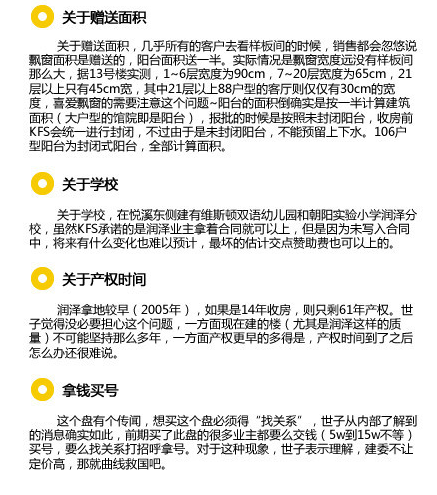 关于赠送面积
关于赠送面积，几乎所有的客户去看样板间的时候，销售都会忽悠说
飘窗面积是赠送的，阳台面积送一半。实际情况是飘窗宽度远没有样板间
那么大，据13号楼实测，1~6层宽度为90cm，7~20层宽度为65cm，21
层以上只有45cm宽，其中21层以上88户型的客厅则仅仅有30cm的宽
度，喜爱飘窗的需要注意这个问题~阳台的面积倒确实是按一半计算建筑
面积（大户型的馆院即是阳台），报批的时候是按照未封闭阳台，收房前
KFS会统一进行封闭，不过由于是未封闭阳台，不能预留上下水。106户
型阳台为封闭式阳台，全部计算面积。
关于学校
关于学校，在悦溪东侧建有维斯顿双语幼儿园和朝阳实验小学润泽分
校，虽然KFS承诺的是润泽业主拿着合同就可以上，但是因为未写入合同
中，将来有什么变化也难以预计，最坏的估计交点赞助费也可以上的。
关于产权时间
润泽拿地较早（2005年），如果是14年收房，则只剩61年产权。世
子觉得没必要担心这个问题，一方面现在建的楼（尤其是润泽这样的质
量）不可能坚持那么多年，一方面产权更早的多得是，产权时间到了之后
怎么办还很难说。
拿钱买号
这个盘有个传闻，想买这个盘必须得“找关系”，世子从内部了解到
的消息确实如此，前期买了此盘的很多业主都要么交钱（5w到15w不等）
买号，要么找关系打招呼拿号。对于这种现象，世子表示理解，建委不让
定价高，那就曲线救国吧。